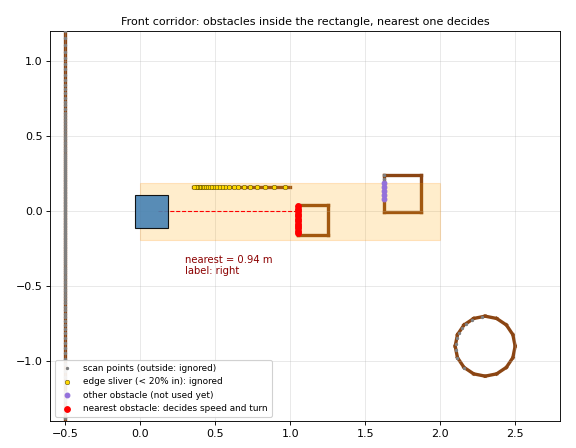 Front corridor: obstacles inside the rectangle, nearest one decides
1.0
0.5
0.0
−0.5
−1.0
nearest = 0.94 m
label: right
scan points (outside: ignored)
edge sliver (< 20% in): ignored
other obstacle (not used yet)
nearest obstacle: decides speed and turn
−0.5 0.0 0.5 1.0 1.5 2.0 2.5